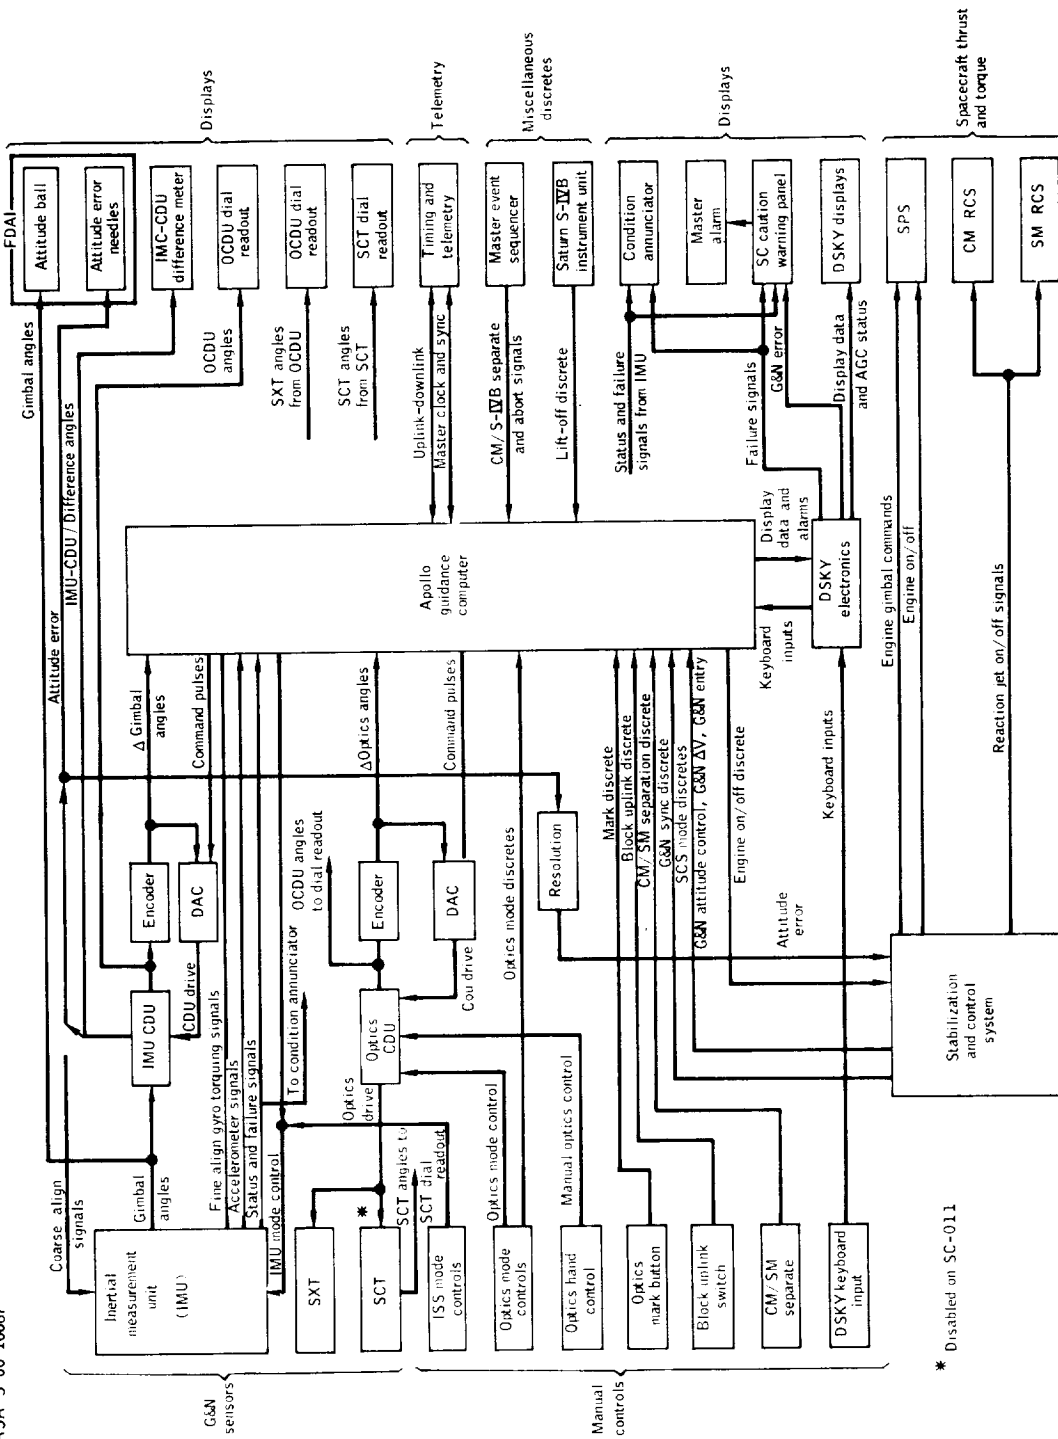 FDAI
Attitude ball
Attitude error
needles
IMC-CDU
difference meter
OCDU dial
readout
OCDU dial
readout
SCT dial
readout
Displays
Timing and
telemetry
Telemetry
Master event
sequencer
Saturn S-IVB
instrument unit
Miscellaneous
discretes
Condition
annunciator
Master
alarm
SC caution
warning panel
DSKY displays
Displays
SPS
CM RCS
SM RCS
Spacecraft thrust
and torque
Gimbal angles
Attitude error
IMU-CDU / Difference angles
OCDU
angles
SXT angles
from OCDU
SCT angles
from SCT
Uplink-downlink
Master clock and sync
CM/ S-IVB separate
and abort signals
Lift-off discrete
Status and failure
signals from IMU
Failure signals
G&N error
Display data
and AGC status
Apollo
guidance
computer
Display
data and
alarms
Keyboard
inputs
DSKY
electronics
Engine gimbal commands
Engine on/off
Reaction jet on/off signals
Δ Gimbal
angles
Command pulses
Encoder
DAC
IMU CDU
CDU drive
Fine align gyro torquing signals
Accelerometer signals
Status and failure signals
IMU mode control
To condition annunciator
OCDU angles
to dial readout
ΔOptics angles
Command pulses
Encoder
DAC
Optics
CDU
Cou drive
Optics
drive
Optics mode discretes
Resolution
Mark discrete
Block uplink discrete
CM/ SM separation discrete
G&N sync discrete
SCS mode discretes
G&N attitude control, G&N ΔV, G&N entry
Engine on/off discrete
Attitude
error
Keyboard inputs
Stabilization
and control
system
Coarse align
signals
Gimbal
angles
Inertial
measurement
unit
(IMU)
SXT
SCT
*
SCT angles to
SCT dial
readout
ISS mode
controls
Optics mode
controls
Optics mode control
Optics hand
control
Manual optics control
Optics
mark button
Block unlink
switch
CM/ SM
separate
DSKY keyboard
input
G&N
sensors
Manual
controls
* Disabled on SC-011